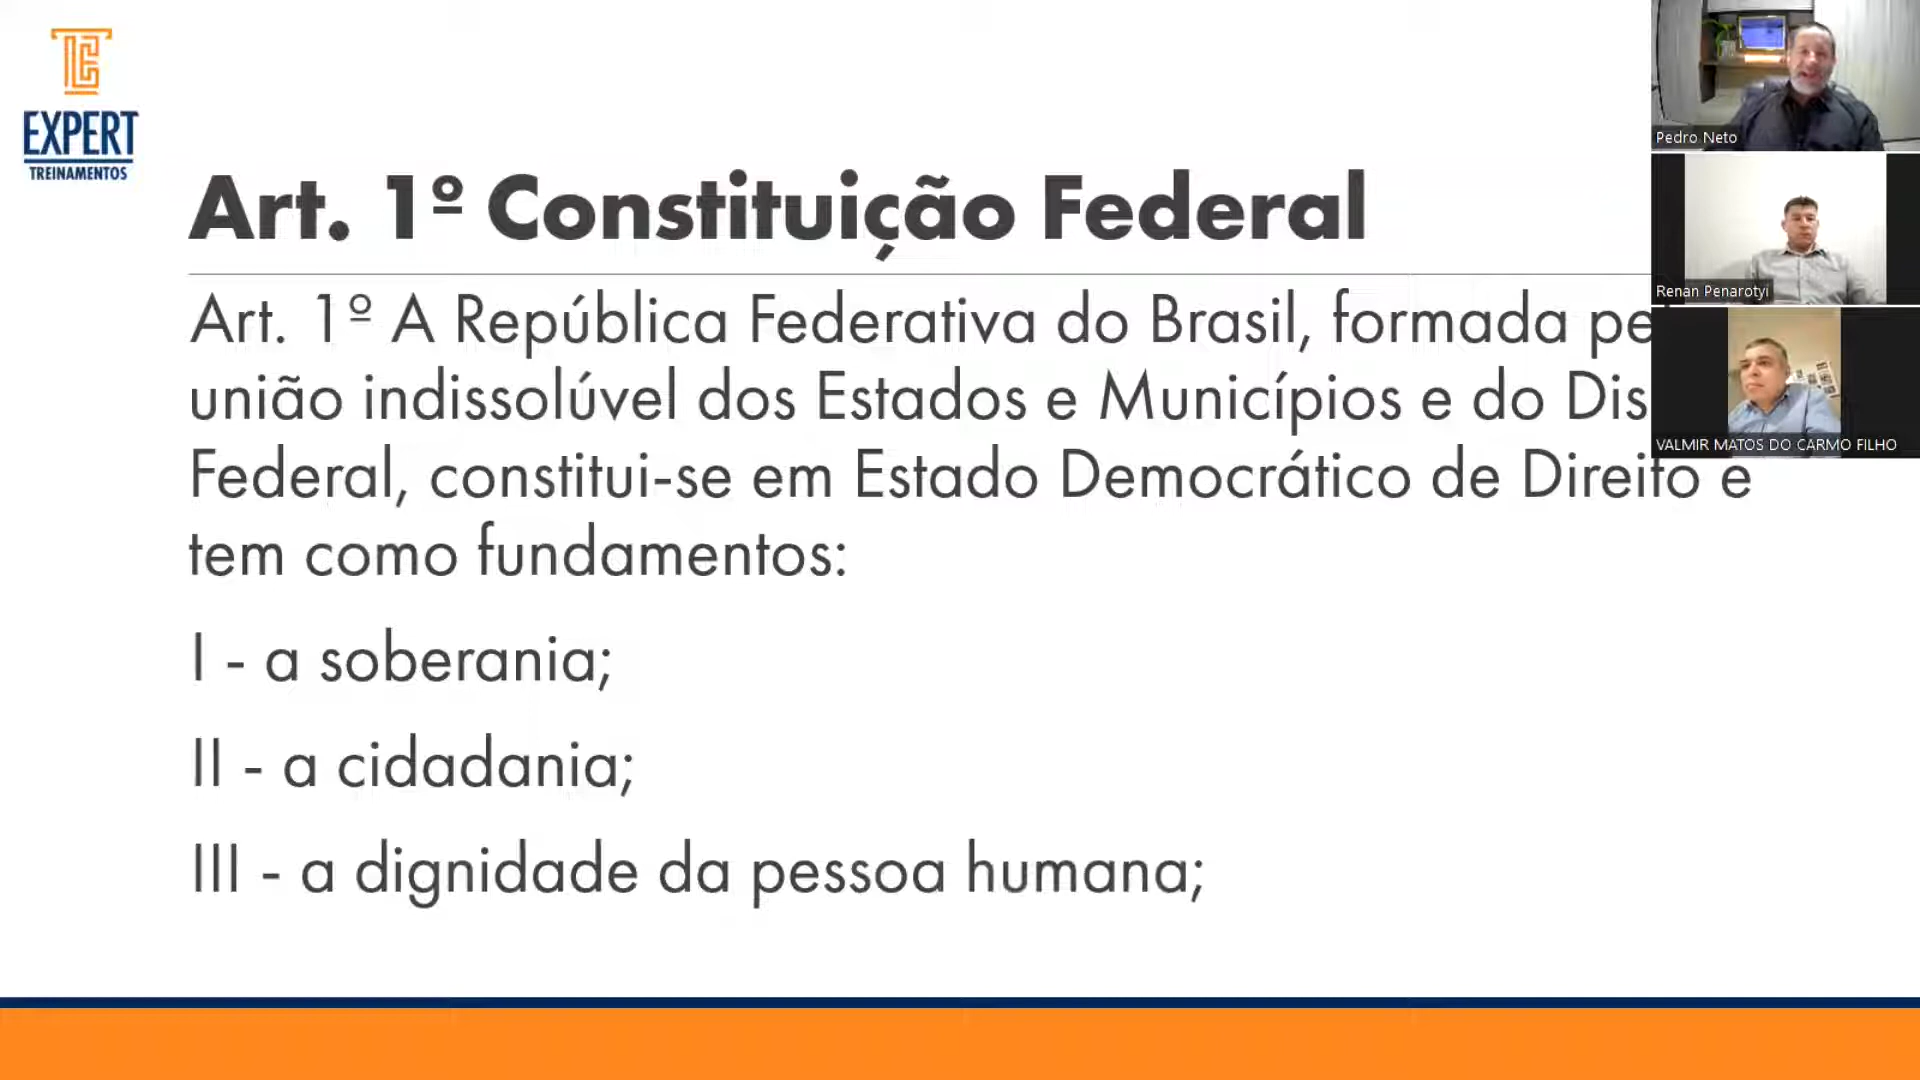 EXPERT
TREINAMENTOS
Art. 1º Constituição Federal
Art. 1º A República Federativa do Brasil, formada pe
união indissolúvel dos Estados e Municípios e do Dis
Federal, constitui-se em Estado Democrático de Direito e
tem como fundamentos:
I - a soberania;
II - a cidadania;
III - a dignidade da pessoa humana;
Pedro Neto
Renan Penarotyi
VALMIR MATOS DO CARMO FILHO